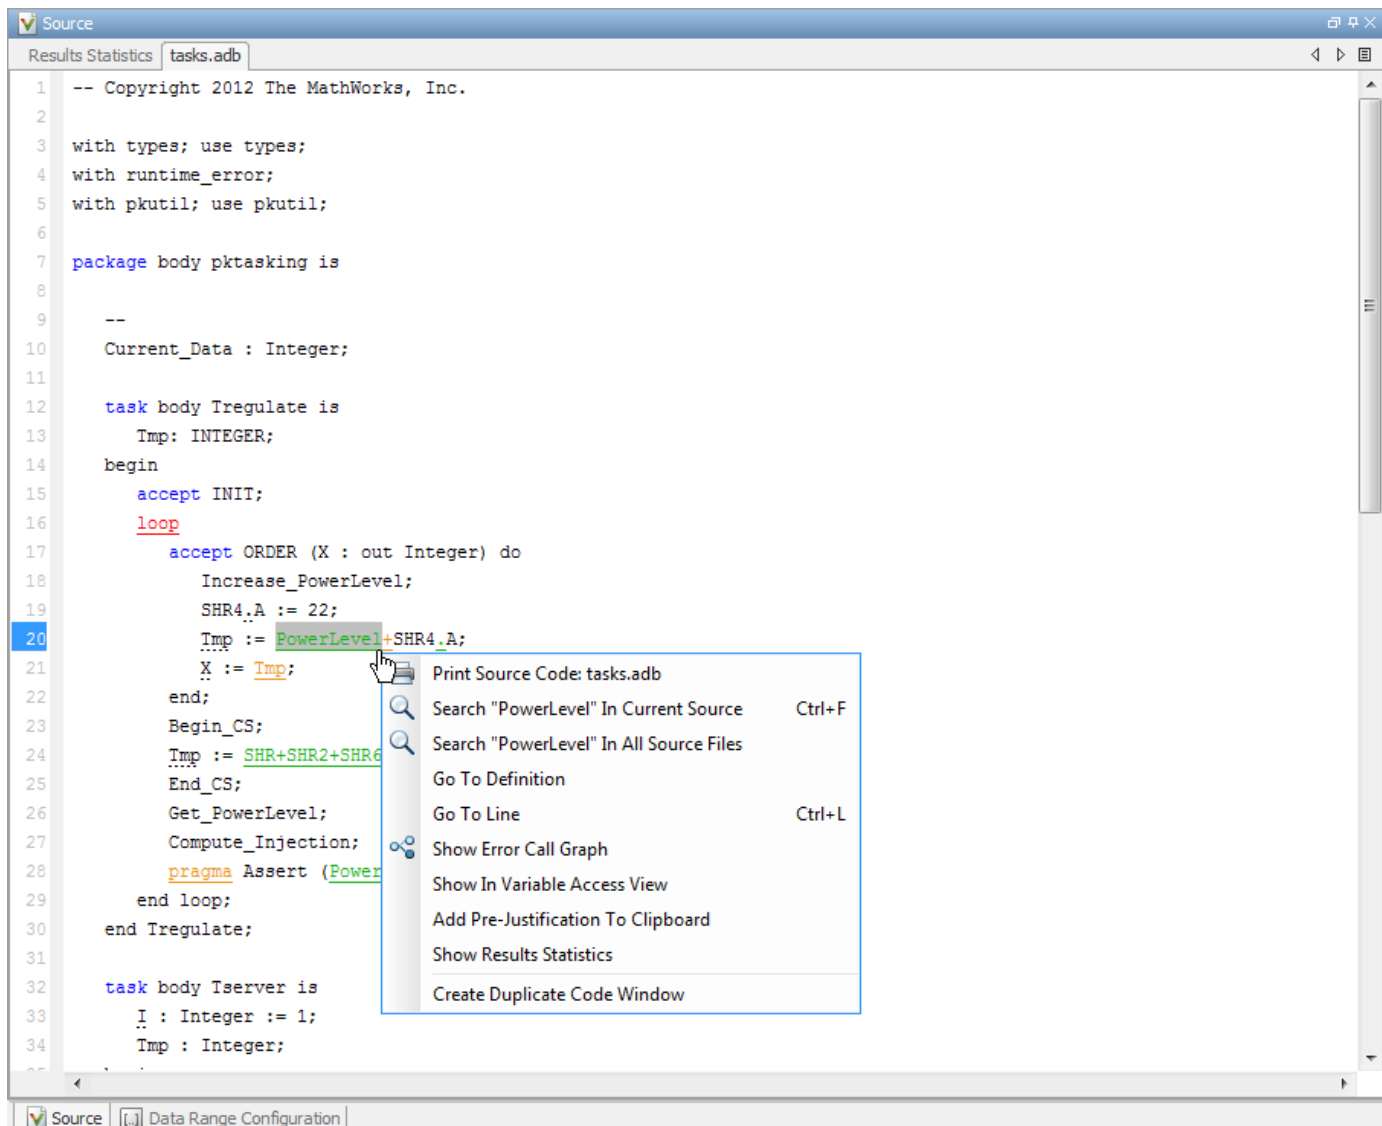 Source
Results Statistics tasks.adb
1 -- Copyright 2012 The MathWorks, Inc.
2
3 with types; use types;
4 with runtime_error;
5 with pkutil; use pkutil;
6
7 package body pktasking is
8
9 --
10 Current_Data : Integer;
11
12 task body Tregulate is
13 Tmp: INTEGER;
14 begin
15 accept INIT;
16 loop
17 accept ORDER (X : out Integer) do
18 Increase_PowerLevel;
19 SHR4.A := 22;
20 Tmp := PowerLevel+SHR4.A;
21 X := Tmp;
22 end;
23 Begin_CS;
24 Tmp := SHR+SHR2+SHR6
25 End_CS;
26 Get_PowerLevel;
27 Compute_Injection;
28 pragma Assert (Power
29 end loop;
30 end Tregulate;
31
32 task body Tserver is
33 I : Integer := 1;
34 Tmp : Integer;
Print Source Code: tasks.adb
Search "PowerLevel" In Current Source Ctrl+F
Search "PowerLevel" In All Source Files
Go To Definition
Go To Line Ctrl+L
Show Error Call Graph
Show In Variable Access View
Add Pre-Justification To Clipboard
Show Results Statistics
Create Duplicate Code Window
Source [..] Data Range Configuration